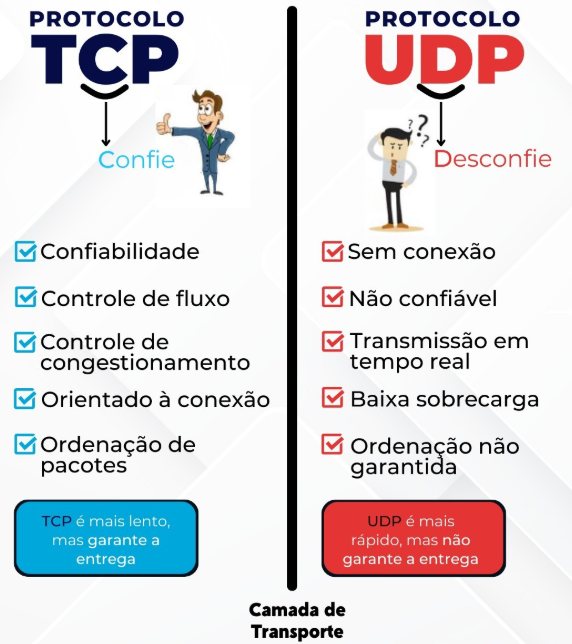 PROTOCOLO
TCP
Confie
Confiabilidade
Controle de fluxo
Controle de
congestionamento
Orientado à conexão
Ordenação de
pacotes
TCP é mais lento,
mas garante a
entrega
PROTOCOLO
UDP
???
Desconfie
Sem conexão
Não confiável
Transmissão em
tempo real
Baixa sobrecarga
Ordenação não
garantida
UDP é mais
rápido, mas não
garante a entrega
Camada de
Transporte